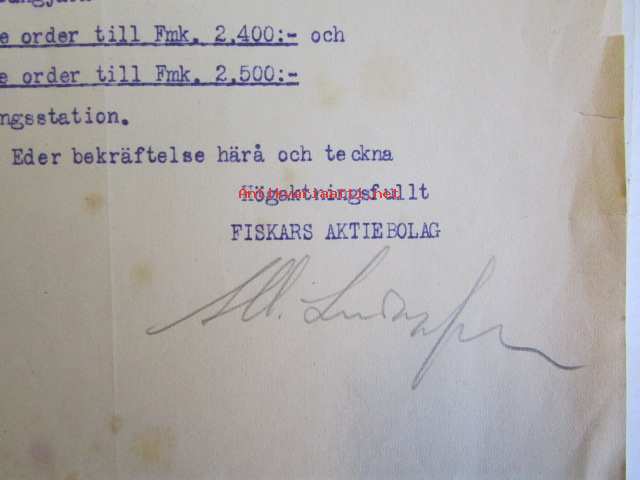 e order till Fmk. 2.400:- och
e order till Fmk. 2.500:-
ngsstation.
Eder bekräftelse härå och teckna
Högaktningsfullt
FISKARS AKTIEBOLAG